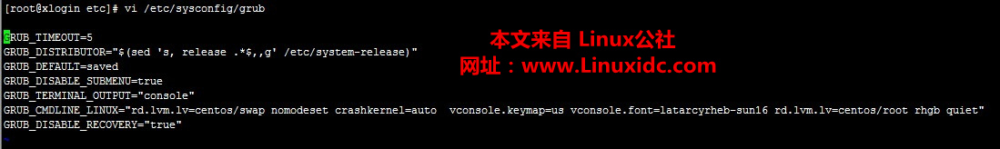 [root@xlogin etc]# vi /etc/sysconfig/grub
GRUB_TIMEOUT=5
本文来自 Linux公社
GRUB_DISTRIBUTOR="$(sed 's, release .*$,,g' /etc/system-release)"
网址：www.Linuxidc.com
GRUB_DEFAULT=saved
GRUB_DISABLE_SUBMENU=true
GRUB_TERMINAL_OUTPUT="console"
GRUB_CMDLINE_LINUX="rd.lvm.lv=centos/swap nomodeset crashkernel=auto  vconsole.keymap=us vconsole.font=latarcyrheb-sun16 rd.lvm.lv=centos/root rhgb quiet"
GRUB_DISABLE_RECOVERY="true"
~